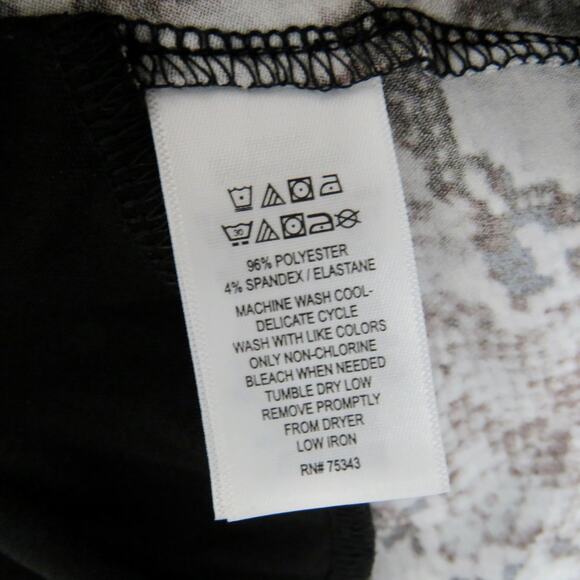 30
96% POLYESTER
4% SPANDEX / ELASTANE
MACHINE WASH COOL-
DELICATE CYCLE
WASH WITH LIKE COLORS
ONLY NON-CHLORINE
BLEACH WHEN NEEDED
TUMBLE DRY LOW
REMOVE PROMPTLY
FROM DRYER
LOW IRON
RN# 75343